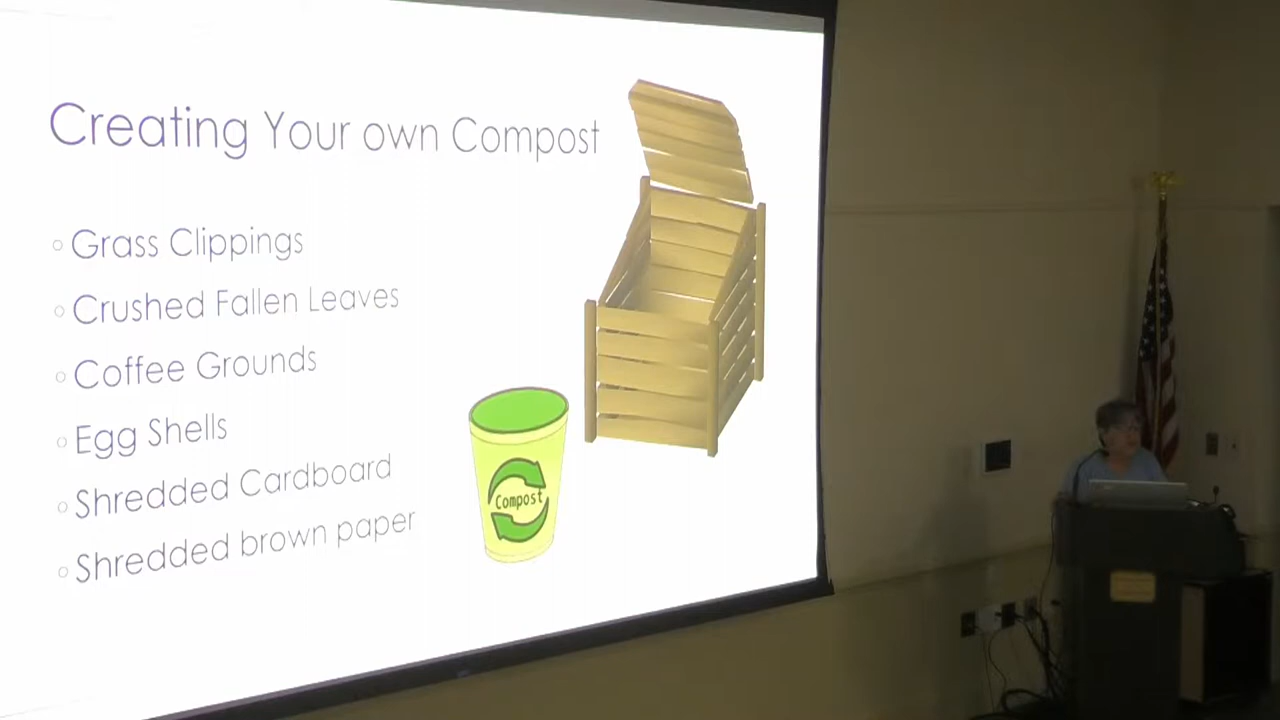 Creating Your own Compost
Grass Clippings
Crushed Fallen Leaves
Coffee Grounds
Egg Shells
Shredded Cardboard
Shredded brown paper
Compost